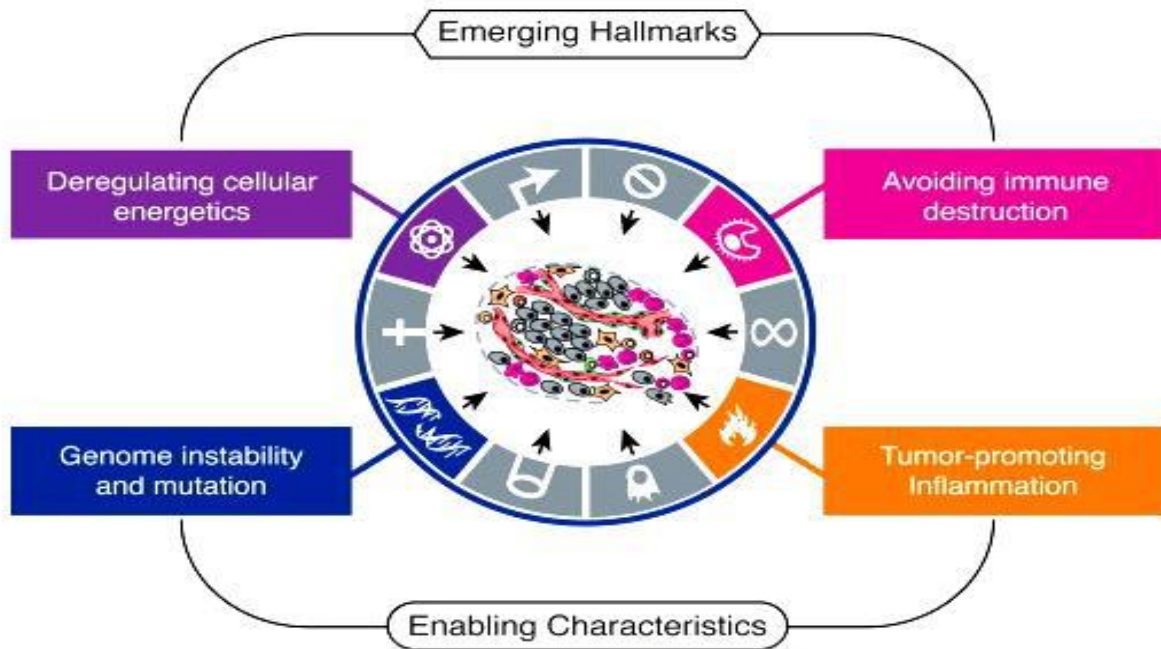 Emerging Hallmarks
Deregulating cellular
energetics
Avoiding immune
destruction
Genome instability
and mutation
Tumor-promoting
Inflammation
Enabling Characteristics